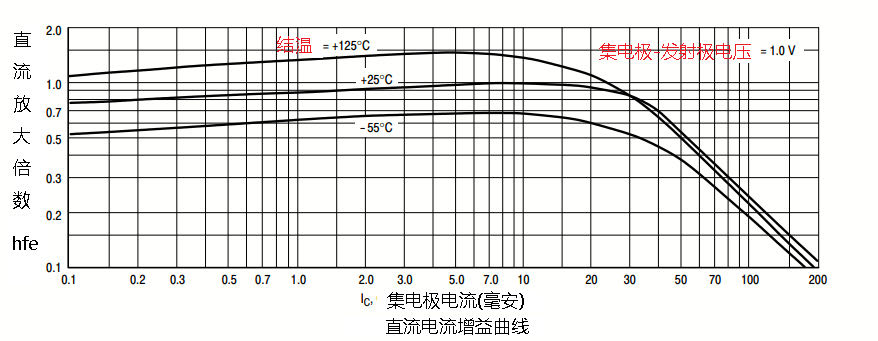 直流放大倍数
hfe
2.0
1.0
0.7
0.5
0.3
0.2
0.1
结温 = +125°C
集电极-发射极电压 = 1.0 V
+25°C
-55°C
0.1 0.2 0.3 0.5 0.7 1.0 2.0 3.0 5.0 7.0 10 20 30 50 70 100 200
IC, 集电极电流(毫安)
直流电流增益曲线